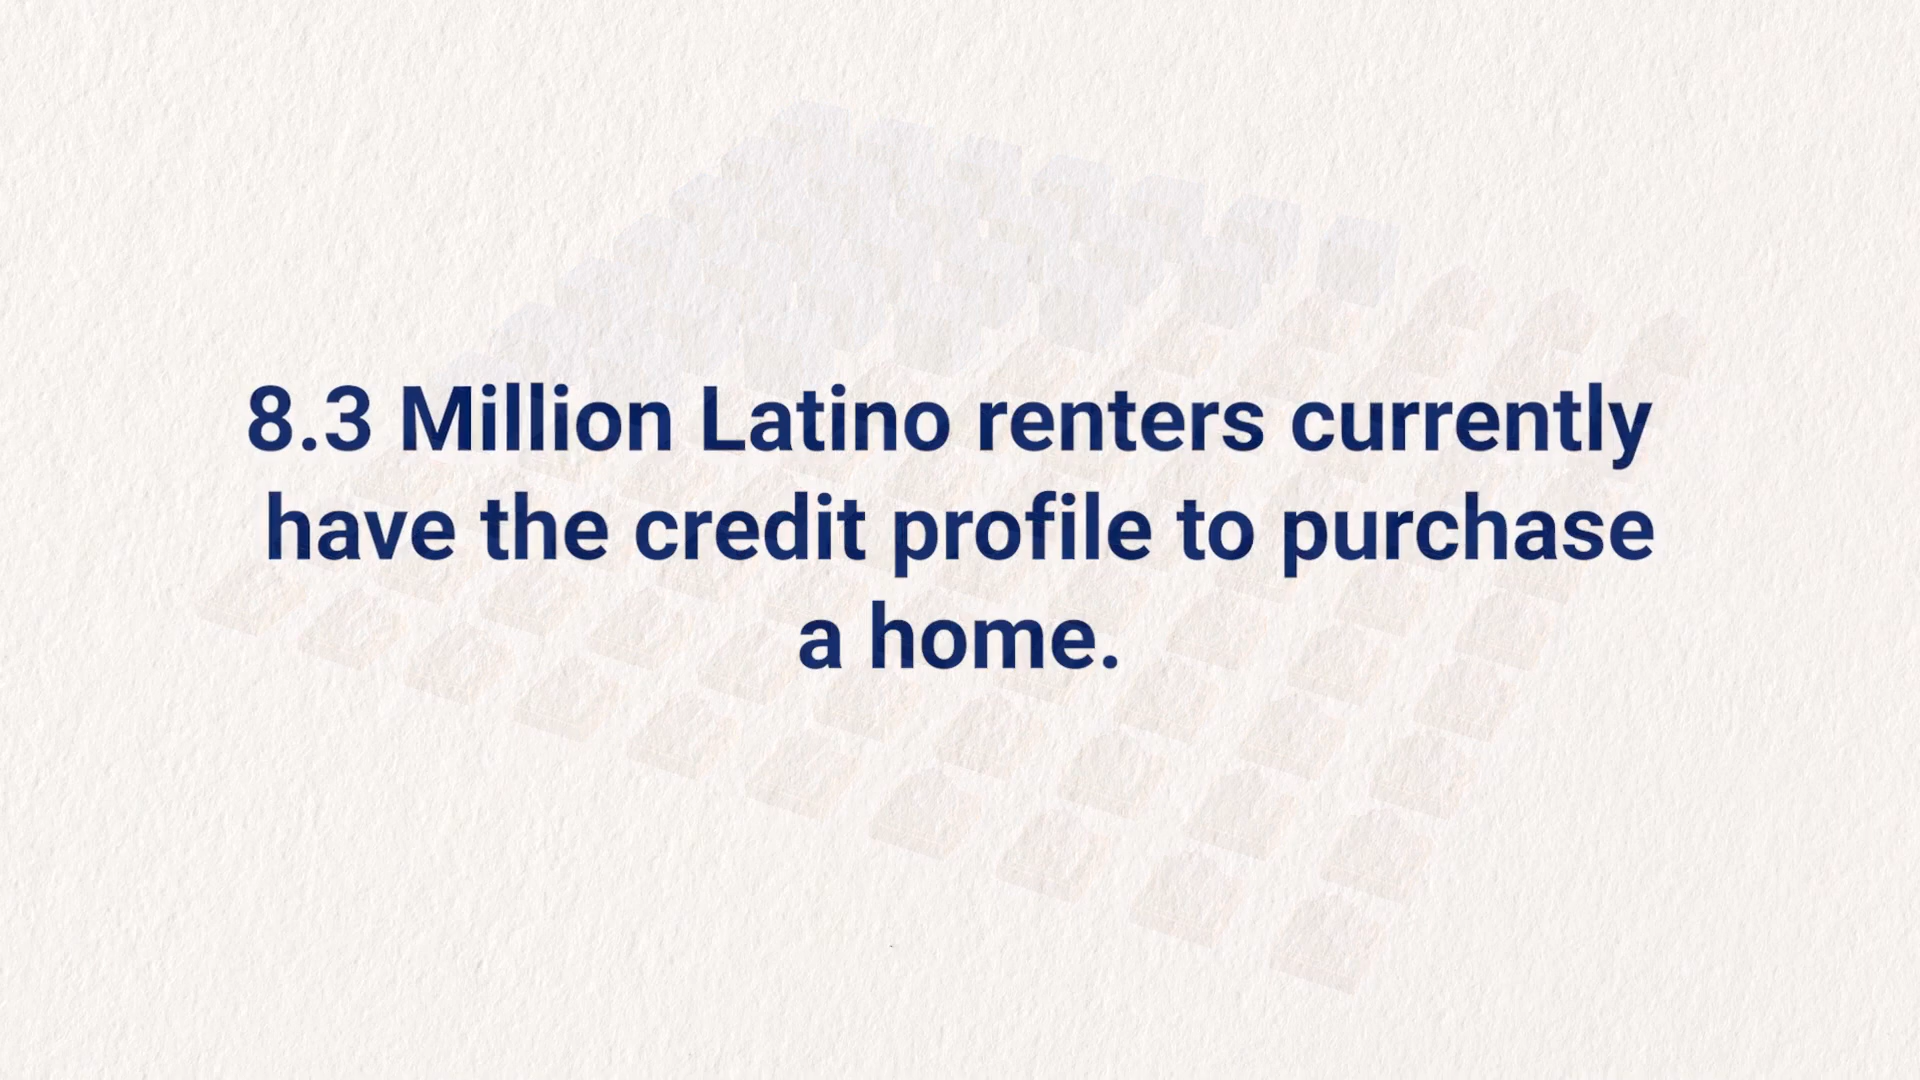 8.3 Million Latino renters currently
have the credit profile to purchase
a home.